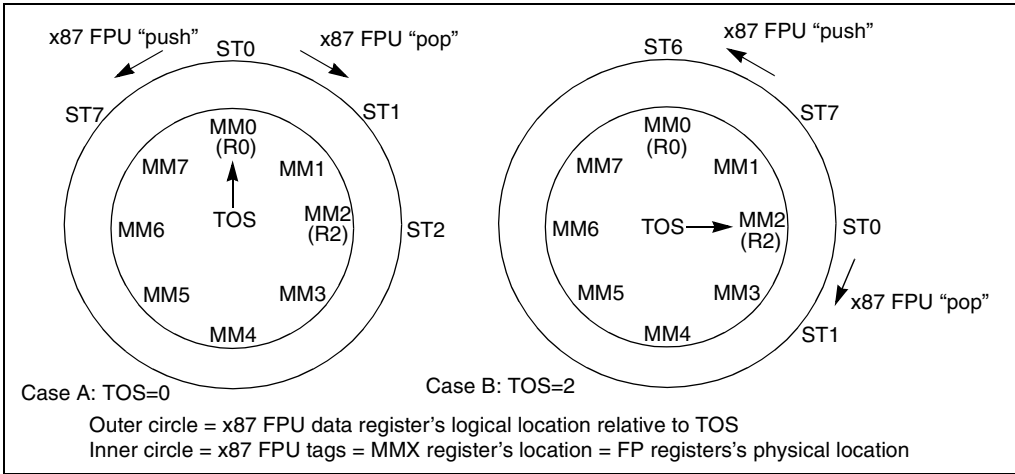 x87 FPU “push”
x87 FPU “pop”
ST0
ST7
ST1
MM0
(R0)
MM7
MM1
TOS
MM6
MM2
(R2)
ST2
MM5
MM3
MM4
Case A: TOS=0
x87 FPU “push”
ST6
ST7
MM0
(R0)
MM7
MM1
TOS
MM6
MM2
(R2)
ST0
MM5
MM3
x87 FPU “pop”
MM4
ST1
Case B: TOS=2
Outer circle = x87 FPU data register’s logical location relative to TOS
Inner circle = x87 FPU tags = MMX register’s location = FP registers’s physical location